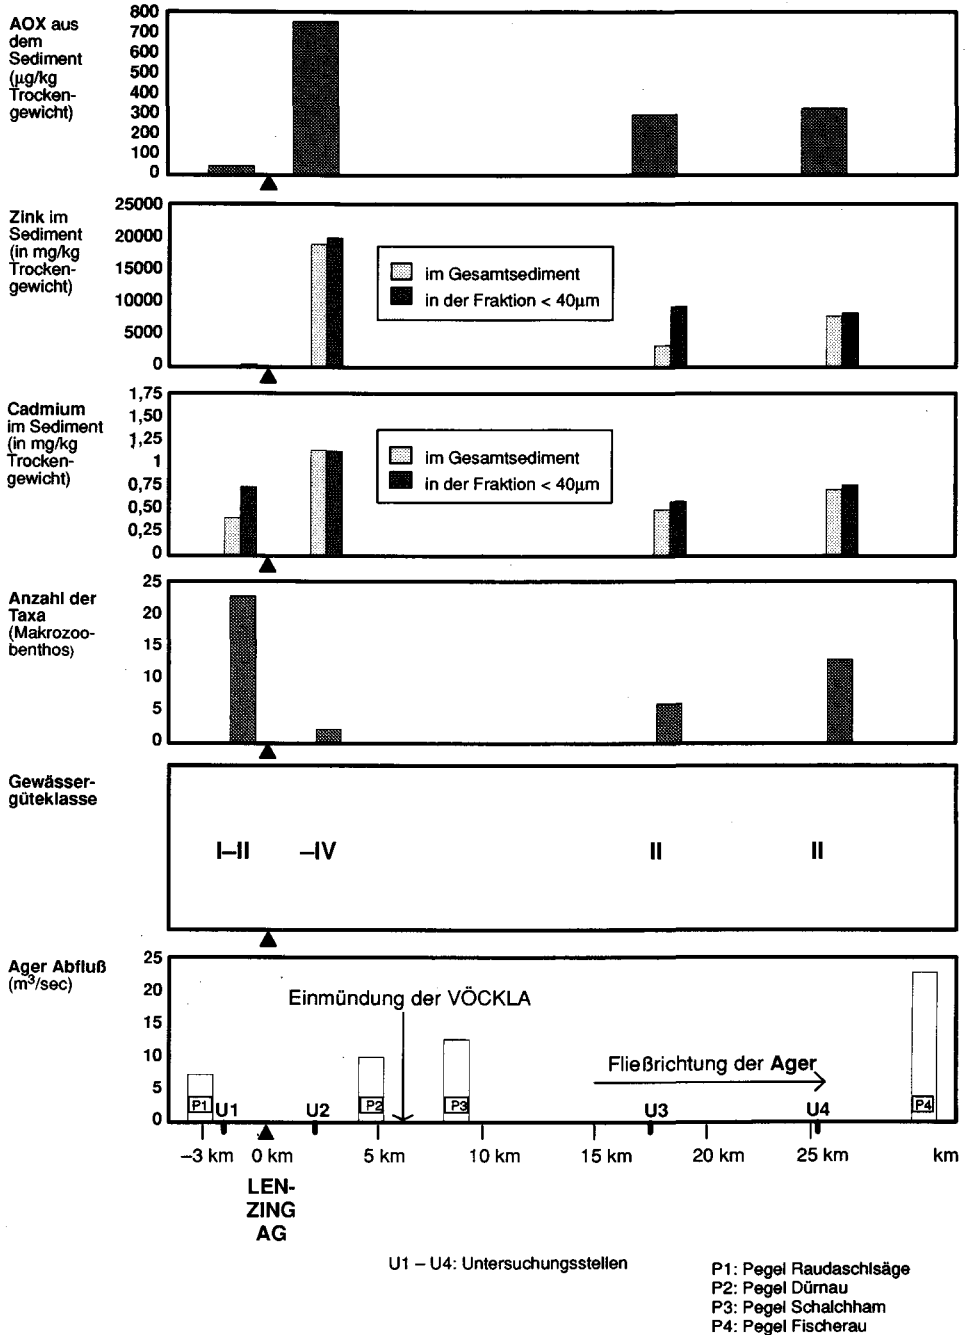 AOX aus
dem
Sediment
(µg/kg
Trocken-
gewicht)
800
700
600
500
400
300
200
100
0
Zink im
Sediment
(in mg/kg
Trocken-
gewicht)
25000
20000
15000
10000
5000
0
im Gesamtsediment
in der Fraktion < 40µm
Cadmium
im Sediment
(in mg/kg
Trocken-
gewicht)
1,75
1,50
1,25
1
0,75
0,50
0,25
0
im Gesamtsediment
in der Fraktion < 40µm
Anzahl der
Taxa
(Makrozoo-
benthos)
25
20
15
10
5
0
Gewässer-
güteklasse
I–II –IV II II
Ager Abfluß
(m³/sec)
25
20
15
10
5
0
Einmündung der VÖCKLA
Fließrichtung der Ager
P1 U1 U2 P2 P3 U3 U4 P4
–3 km 0 km 5 km 10 km 15 km 20 km 25 km km
LEN-
ZING
AG
U1 – U4: Untersuchungsstellen
P1: Pegel Raudaschlsäge
P2: Pegel Dürnau
P3: Pegel Schalchham
P4: Pegel Fischerau